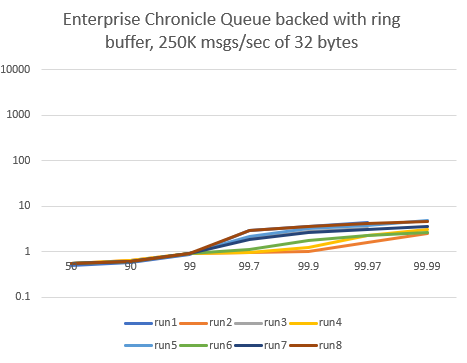 Enterprise Chronicle Queue backed with ring
buffer, 250K msgs/sec of 32 bytes
10000
1000
100
10
1
50 90 99 99.7 99.9 99.97 99.99
0.1
run1 run2 run3 run4
run5 run6 run7 run8